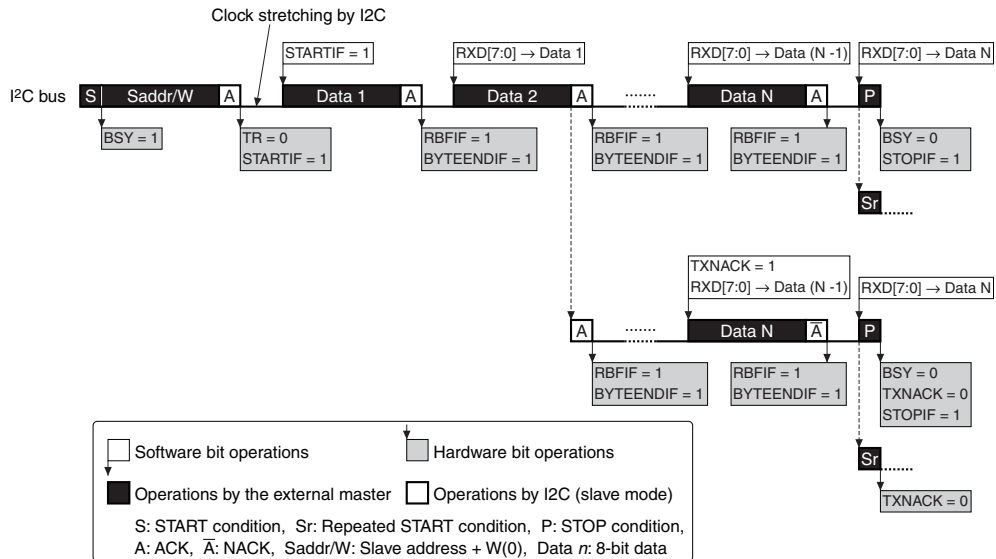 Clock stretching by I2C
STARTIF = 1
RXD[7:0] → Data 1
RXD[7:0] → Data (N -1)
RXD[7:0] → Data N
I²C bus
S Saddr/W A Data 1 A Data 2 A Data N A P
BSY = 1
TR = 0
STARTIF = 1
RBFIF = 1
BYTEENDIF = 1
RBFIF = 1
BYTEENDIF = 1
RBFIF = 1
BYTEENDIF = 1
BSY = 0
STOPIF = 1
Sr
TXNACK = 1
RXD[7:0] → Data (N -1)
RXD[7:0] → Data N
A Data N A̅ P
RBFIF = 1
BYTEENDIF = 1
RBFIF = 1
BYTEENDIF = 1
BSY = 0
TXNACK = 0
STOPIF = 1
Sr
TXNACK = 0
Software bit operations
Hardware bit operations
Operations by the external master
Operations by I2C (slave mode)
S: START condition, Sr: Repeated START condition, P: STOP condition,
A: ACK, A̅: NACK, Saddr/W: Slave address + W(0), Data n: 8-bit data